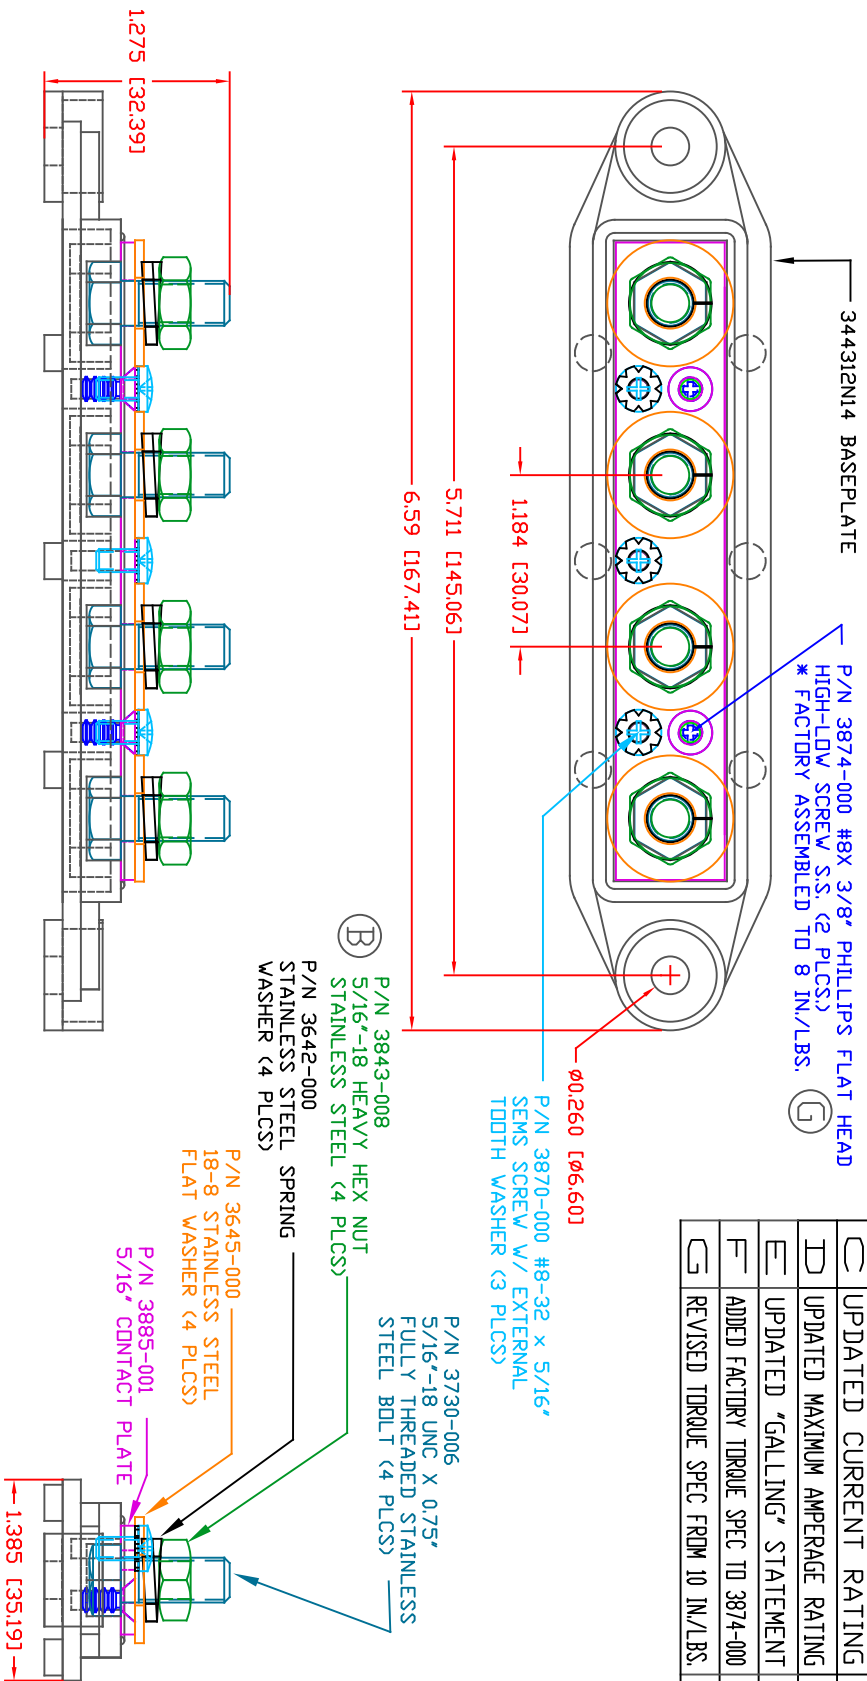 344312N14 BASEPLATE
P/N 3874-000 #8X 3/8" PHILLIPS FLAT HEAD
HIGH-LOW SCREW S.S. (2 PLCS.)
* FACTORY ASSEMBLED TO 8 IN./LBS.
G
C UPDATED CURRENT RATING
D UPDATED MAXIMUM AMPERAGE RATING
E UPDATED "GALLING" STATEMENT
F ADDED FACTORY TORQUE SPEC TO 3874-000
G REVISED TORQUE SPEC FROM 10 IN./LBS.
1.184 [30.07]
5.711 [145.06]
6.59 [167.41]
ø0.260 [ø6.60]
P/N 3870-000 #8-32 x 5/16"
SEMS SCREW W/ EXTERNAL
TOOTH WASHER (3 PLCS)
1.275 [32.39]
B
P/N 3843-008
5/16"-18 HEAVY HEX NUT
STAINLESS STEEL (4 PLCS)
P/N 3642-000
STAINLESS STEEL SPRING
WASHER (4 PLCS)
P/N 3730-006
5/16"-18 UNC X 0.75"
FULLY THREADED STAINLESS
STEEL BOLT (4 PLCS)
P/N 3645-000
18-8 STAINLESS STEEL
FLAT WASHER (4 PLCS)
P/N 3885-001
5/16" CONTACT PLATE
1.385 [35.19]